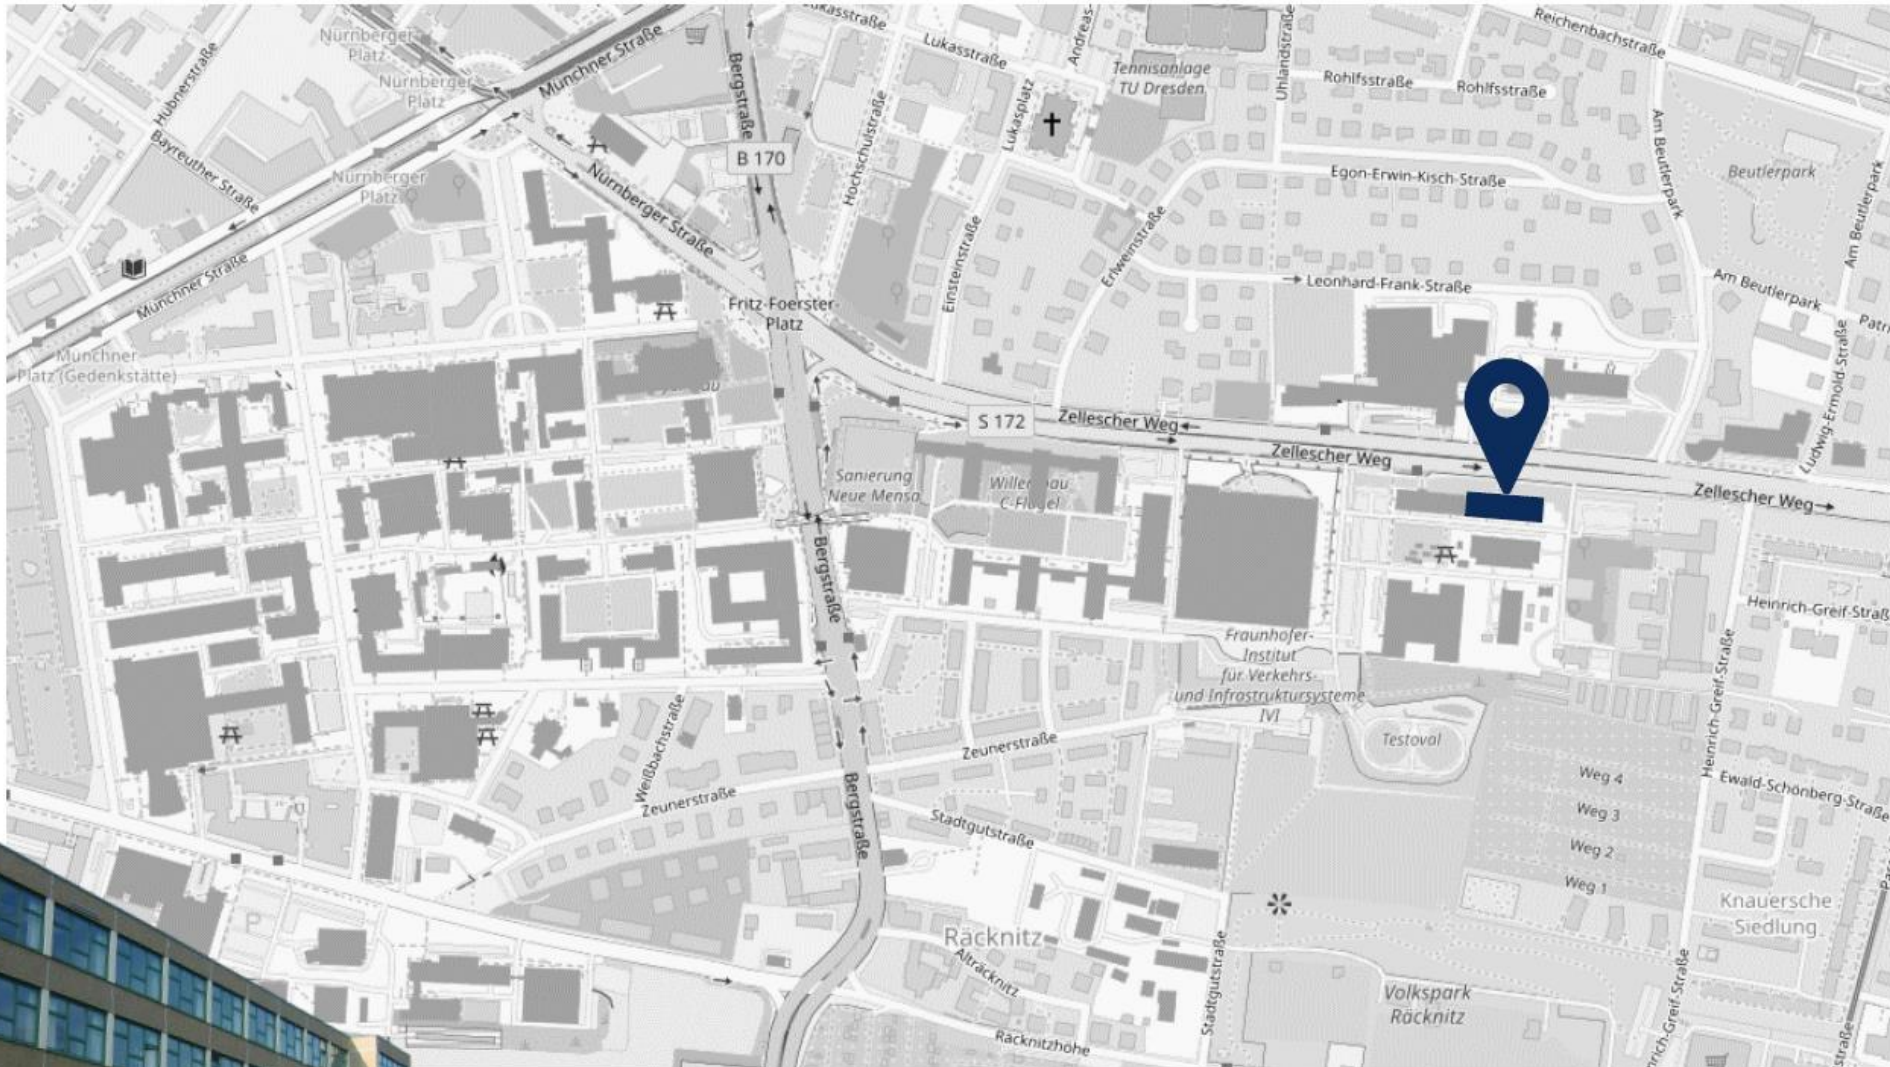 Nürnberger
Platz
Hübnerstraße
Bayreuther Straße
Nürnberger
Platz
Münchner Straße
Nürnberger
Platz
Münchner Straße
Münchner
Platz (Gedenkstätte)
Bergstraße
B 170
Nürnberger Straße
Fritz-Foerster-
Platz
Lukasstraße
Hochschulstraße
Lukasplatz
Einsteinstraße
Tennisanlage
TU Dresden
Uhlandstraße
Reichenbachstraße
Rohlfsstraße
Rohlfsstraße
Am Beutlerpark
Beutlerpark
Am Beutlerpark
Egon-Erwin-Kisch-Straße
Erlweinstraße
Leonhard-Frank-Straße
Am Beutlerpark
Ludwig-Ermold-Straße
S 172
Zellescher Weg
Zellescher Weg
Zellescher Weg
Sanierung
Neue Mensa
C-Flügel
Bergstraße
Fraunhofer-
Institut
für Verkehrs-
und Infrastruktursysteme
IVI
Testoval
Heinrich-Greif-Straß
Heinrich-Greif-Straße
Ewald-Schönberg-Straße
Weg 4
Weg 3
Weg 2
Weg 1
Weißbachstraße
Zeunerstraße
Zeunerstraße
Bergstraße
Stadtgutstraße
Räcknitz
Alträcknitz
Räcknitzhöhe
Stadtgutstraße
Volkspark
Räcknitz
Knauersche
Siedlung